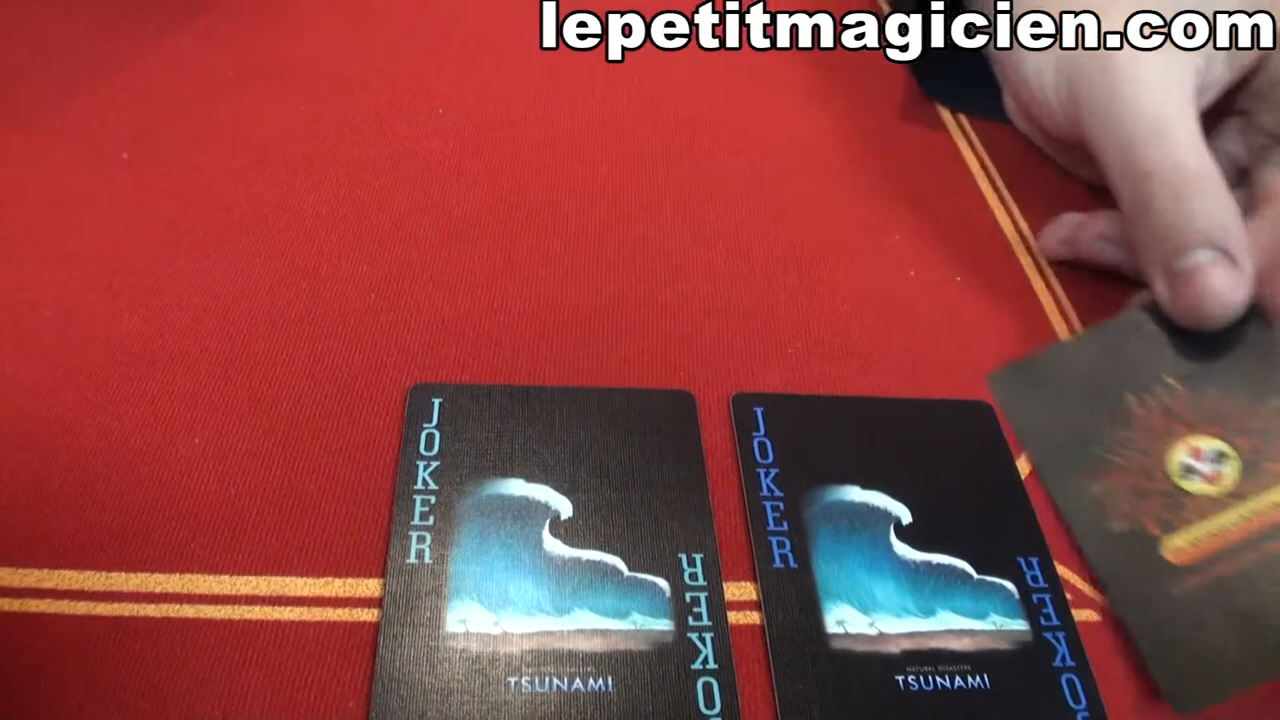 lepetitmagicien.com
JOKER
JOKER
TSUNAMI
JOKER
JOKER
NATURAL DISASTERS
TSUNAMI